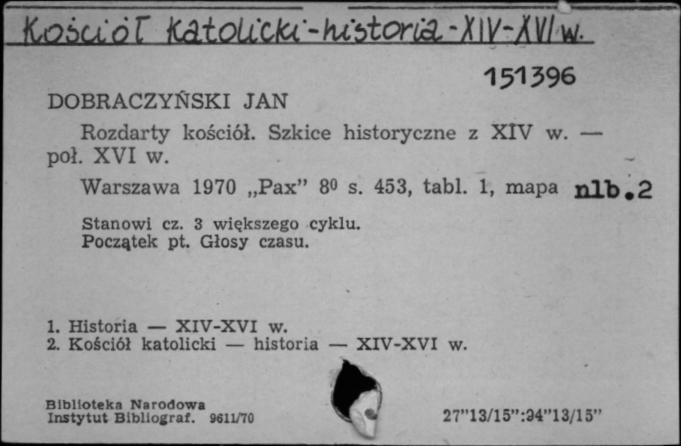 Kościół katolicki-historia-XIV-XVI w.
151396
DOBRACZYŃSKI JAN
Rozdarty kościół. Szkice historyczne z XIV w. —
poł. XVI w.
Warszawa 1970 „Pax” 8⁰ s. 453, tabl. 1, mapa nlb.2
Stanowi cz. 3 większego cyklu.
Początek pt. Głosy czasu.
1. Historia — XIV-XVI w.
2. Kościół katolicki — historia — XIV-XVI w.
Biblioteka Narodowa
Instytut Bibliograf. 9611/70
27”13/15”:94”13/15”